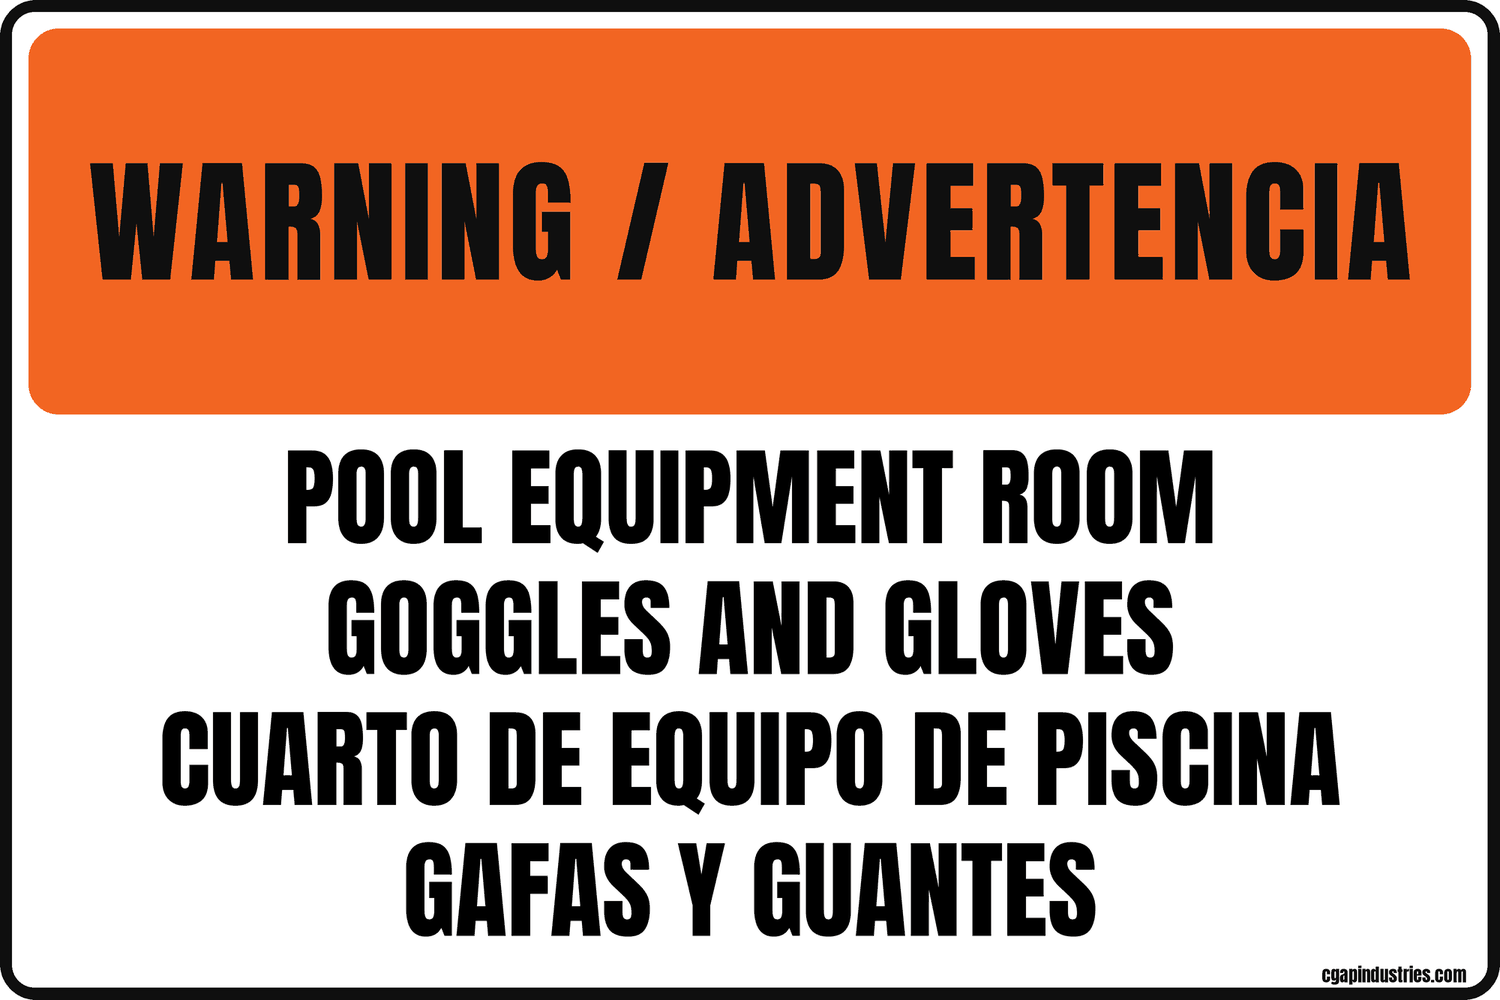 WARNING / ADVERTENCIA
POOL EQUIPMENT ROOM
GOGGLES AND GLOVES
CUARTO DE EQUIPO DE PISCINA
GAFAS Y GUANTES
cgapindustries.com